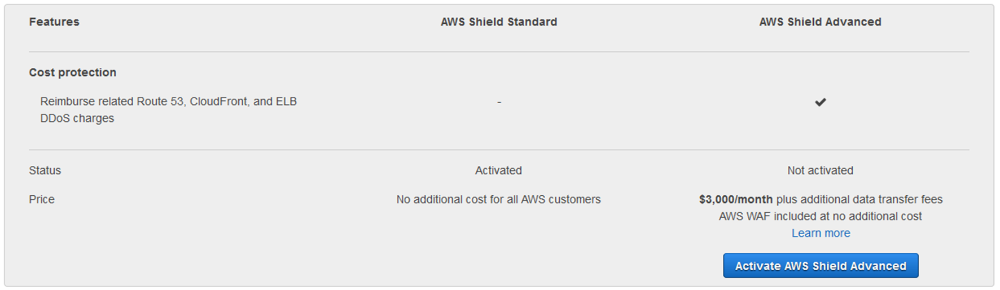 Features AWS Shield Standard AWS Shield Advanced
Cost protection
Reimburse related Route 53, CloudFront, and ELB - ✔
DDoS charges
Status Activated Not activated
Price No additional cost for all AWS customers $3,000/month plus additional data transfer fees
AWS WAF included at no additional cost
Learn more
Activate AWS Shield Advanced